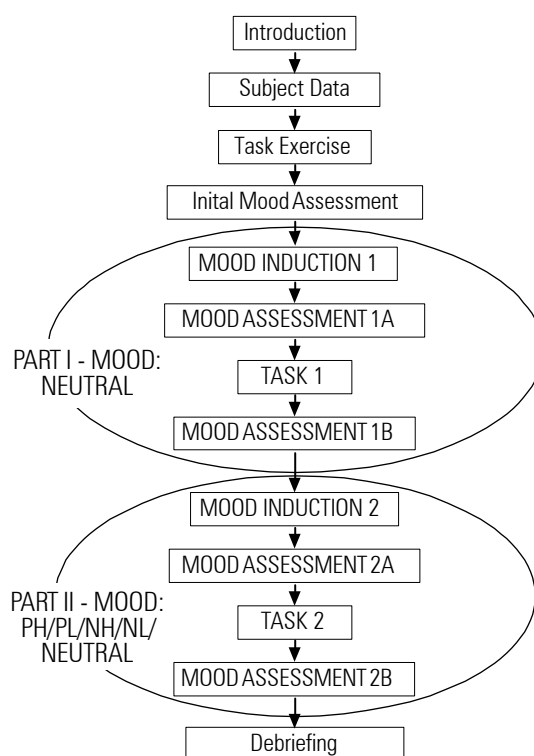 Introduction
Subject Data
Task Exercise
Inital Mood Assessment
MOOD INDUCTION 1
MOOD ASSESSMENT 1A
PART I - MOOD:
NEUTRAL
TASK 1
MOOD ASSESSMENT 1B
MOOD INDUCTION 2
MOOD ASSESSMENT 2A
PART II - MOOD:
PH/PL/NH/NL/
NEUTRAL
TASK 2
MOOD ASSESSMENT 2B
Debriefing